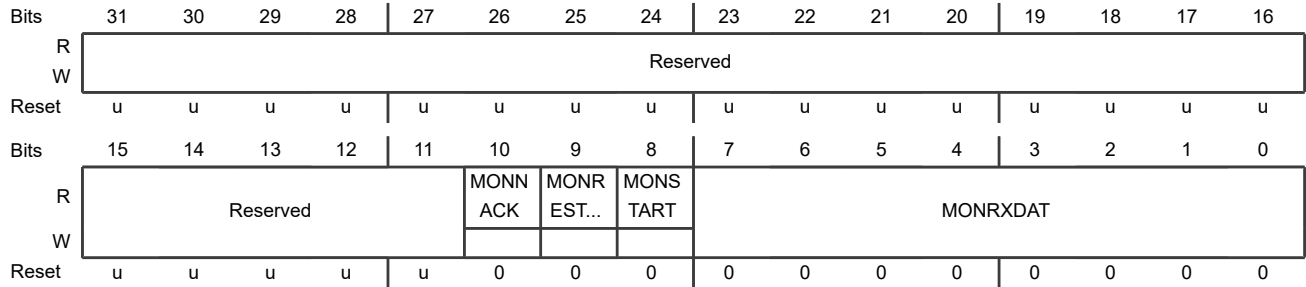 Bits 31 30 29 28 27 26 25 24 23 22 21 20 19 18 17 16
R
Reserved
W
Reset u u u u u u u u u u u u u u u u
Bits 15 14 13 12 11 10 9 8 7 6 5 4 3 2 1 0
R Reserved MONN ACK MONR EST... MONS TART MONRXDAT
W
Reset u u u u u 0 0 0 0 0 0 0 0 0 0 0